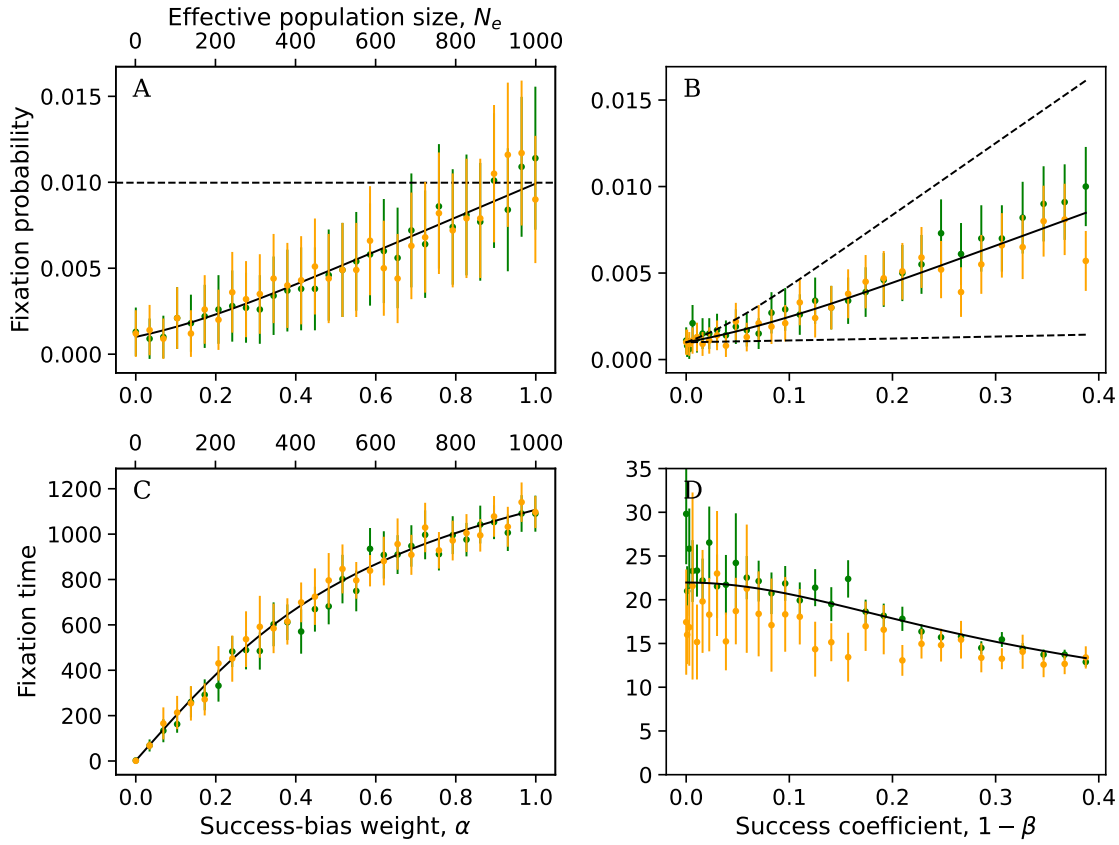 Effective population size, Nₑ
0 200 400 600 800 1000
A
0.015
0.010
0.005
0.000
Fixation probability
0.0 0.2 0.4 0.6 0.8 1.0
B
0.015
0.010
0.005
0.000
0.0 0.1 0.2 0.3 0.4
0 200 400 600 800 1000
C
1200
1000
800
600
400
200
0
Fixation time
0.0 0.2 0.4 0.6 0.8 1.0
Success-bias weight, α
D
35
30
25
20
15
10
5
0
0.0 0.1 0.2 0.3 0.4
Success coefficient, 1 − β